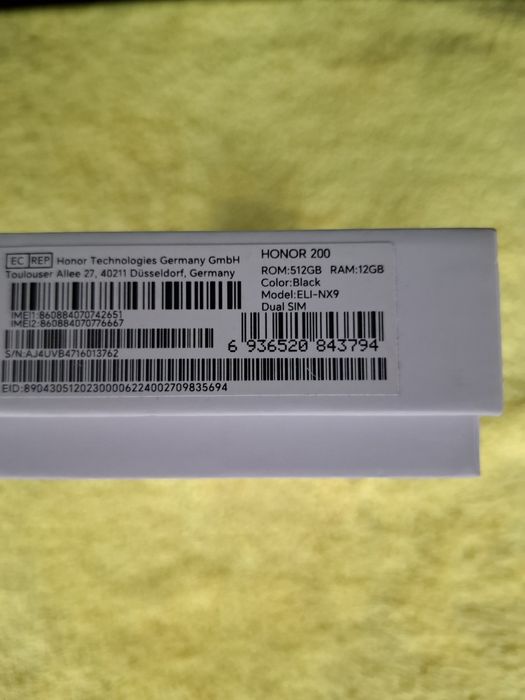 EC REP Honor Technologies Germany GmbH
Toulouser Allee 27, 40211 Düsseldorf, Germany
IMEI1:860884070742651
IMEI2:860884070776667
S/N:AJ4UVB4716013762
EID:89043051202300006224002709835694
HONOR 200
ROM:512GB RAM:12GB
Color:Black
Model:ELI-NX9
Dual SIM
6 936520 843794